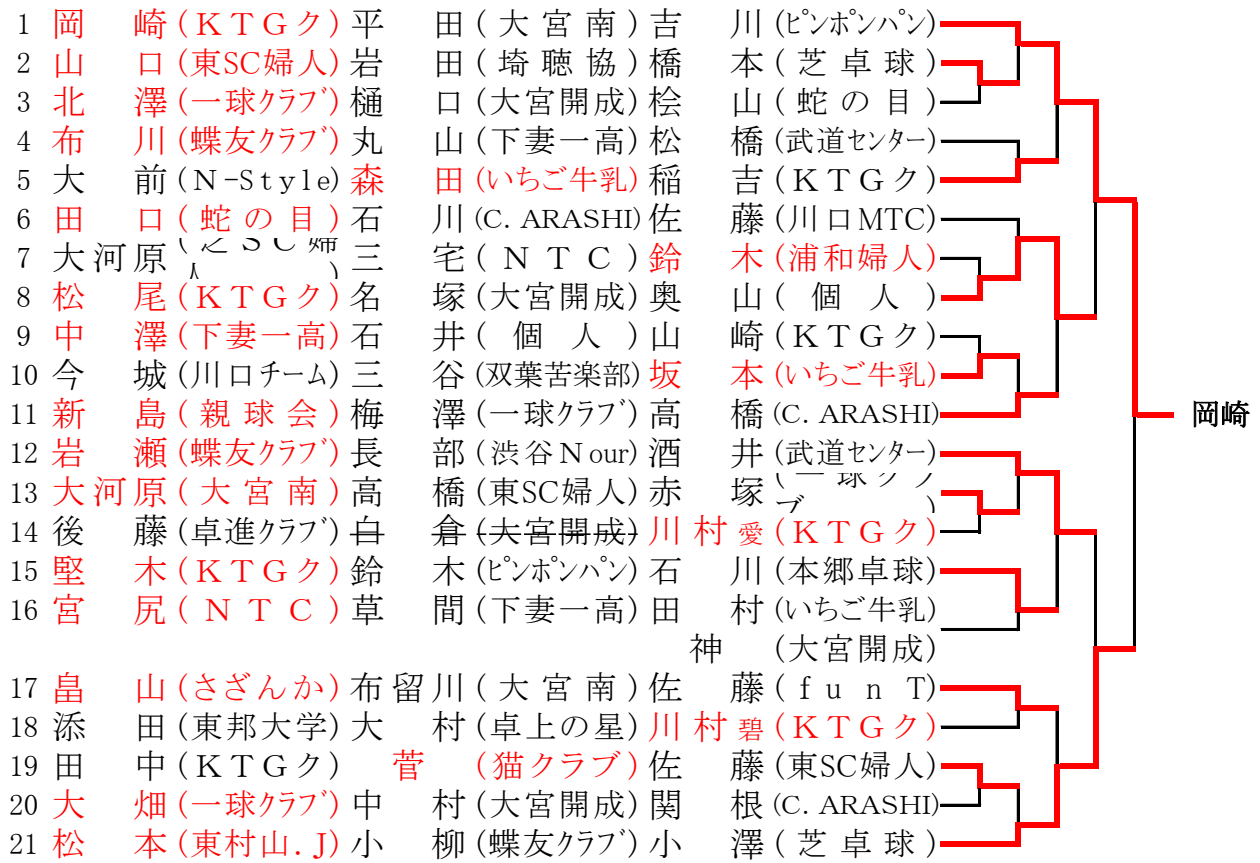 1 岡崎 (KTGク) 平田 (大宮南) 吉川 (ピンポンパン)
2 山口 (東SC婦人) 岩田 (埼聴協) 橋本 (芝卓球)
3 北澤 (一球クラブ) 樋口 (大宮開成) 桧山 (蛇の目)
4 布川 (蝶友クラブ) 丸山 (下妻一高) 松橋 (武道センター)
5 大前 (N-Style) 森田 (いちご牛乳) 稲吉 (KTGク)
6 田口 (蛇の目) 石川 (C. ARASHI) 佐藤 (川口MTC)
7 大河原 (芝SC婦人) 三宅 (NTC) 鈴木 (浦和婦人)
8 松尾 (KTGク) 名塚 (大宮開成) 奥山 (個人)
9 中澤 (下妻一高) 石井 (個人) 山崎 (KTGク)
10 今城 (川口チーム) 三谷 (双葉苦楽部) 坂本 (いちご牛乳)
11 新島 (親球会) 梅澤 (一球クラブ) 高橋 (C. ARASHI)
岡崎
12 岩瀬 (蝶友クラブ) 長部 (渋谷Nour) 酒井 (武道センター)
13 大河原 (大宮南) 高橋 (東SC婦人) 赤塚 (一球クラブ)
14 後藤 (卓進クラブ) 白倉 (大宮開成) 川村愛 (KTGク)
15 堅木 (KTGク) 鈴木 (ピンポンパン) 石川 (本郷卓球)
16 宮尻 (NTC) 草間 (下妻一高) 田村 (いちご牛乳)
神 (大宮開成)
17 畠山 (さざんか) 布留川 (大宮南) 佐藤 (fun T)
18 添田 (東邦大学) 大村 (卓上の星) 川村碧 (KTGク)
19 田中 (KTGク) 菅 (猫クラブ) 佐藤 (東SC婦人)
20 大畑 (一球クラブ) 中村 (大宮開成) 関根 (C. ARASHI)
21 松本 (東村山. J) 小柳 (蝶友クラブ) 小澤 (芝卓球)